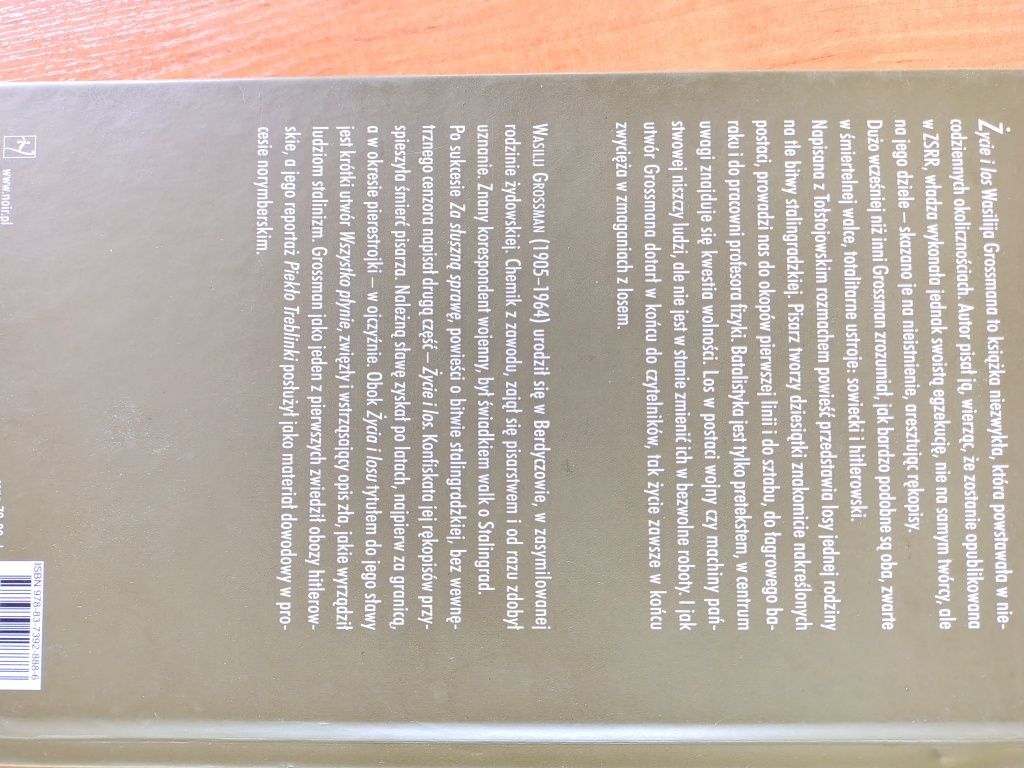 Życie i los Wasilija Grossmana to książka niezwykła, która powstawała w nie-
codziennych okolicznościach. Autor pisał ją, wierząc, że zostanie opublikowana
w ZSRR, władza wykonała jednak swoistą egzekucję, nie na samym twórcy, ale
na jego dziele – skazano je na nieistnienie, aresztując rękopisy.
Dużo wcześniej niż inni Grossman zrozumiał, jak bardzo podobne są oba, zwarte
w śmiertelnej walce, totalitarne ustroje: sowiecki i hitlerowski.
Napisana z Tołstojowskim rozmachem powieść przedstawia losy jednej rodziny
na tle bitwy stalingradzkiej. Pisarz tworzy dziesiątki znakomicie nakreślonych
postaci, prowadzi nas do okopów pierwszej linii i do sztabu, do łagrowego ba-
raku i do pracowni profesora fizyki. Batalistyka jest tylko pretekstem, w centrum
uwagi znajduje się kwestia wolności. Los w postaci wojny czy machiny pań-
stwowej niszczy ludzi, ale nie jest w stanie zmienić ich w bezwolne roboty. I jak
utwór Grossmana dotarł w końcu do czytelników, tak życie zawsze w końcu
zwycięża w zmaganiach z losem.
WASILIJ GROSSMAN (1905–1964) urodził się w Berdyczowie, w zasymilowanej
rodzinie żydowskiej. Chemik z zawodu, zajął się pisarstwem i od razu zdobył
uznanie. Znany korespondent wojenny, był świadkiem walk o Stalingrad.
Po sukcesie Za słuszną sprawę, powieści o bitwie stalingradzkiej, bez wewnę-
trznego cenzora napisał drugą część – Życie i los. Konfiskata jej rękopisów przy-
spieszyła śmierć pisarza. Należną sławę zyskał po latach, najpierw za granicą,
a w okresie pierestrojki – w ojczyźnie. Obok Życia i losu tytułem do jego sławy
jest krótki utwór Wszystko płynie, zwięzły wstrząsający opis zła, jakie wyrządził
ludziom stalinizm. Grossman jako jeden z pierwszych zwiedził obozy hitlerow-
skie, a jego reportaż Piekło Treblinki posłużył jako materiał dowodowy w pro-
cesie norymberskim.
www.noir.pl
ISBN 978-83-7392-888-6